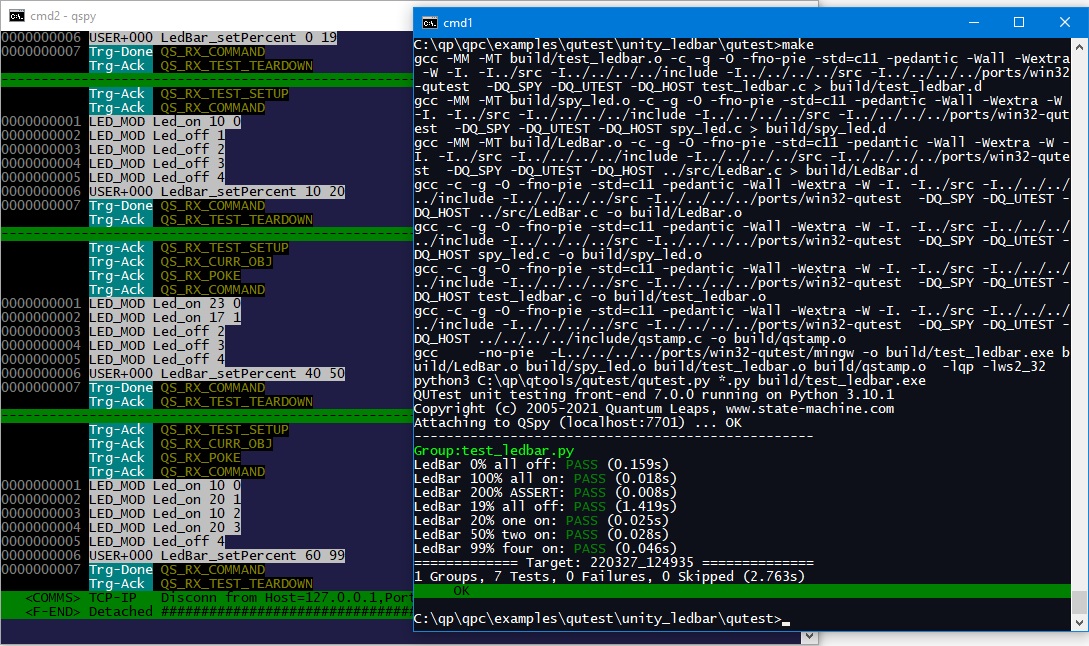 cmd2 - qspy
0000000006 USER+000 LedBar_setPercent 0 19
0000000007 Trg-Done QS_RX_COMMAND
Trg-Ack QS_RX_TEST_TEARDOWN
Trg-Ack QS_RX_TEST_SETUP
Trg-Ack QS_RX_COMMAND
0000000001 LED_MOD Led_on 10 0
0000000002 LED_MOD Led_off 1
0000000003 LED_MOD Led_off 2
0000000004 LED_MOD Led_off 3
0000000005 LED_MOD Led_off 4
0000000006 USER+000 LedBar_setPercent 10 20
0000000007 Trg-Done QS_RX_COMMAND
Trg-Ack QS_RX_TEST_TEARDOWN
Trg-Ack QS_RX_TEST_SETUP
Trg-Ack QS_RX_CURR_OBJ
Trg-Ack QS_RX_POKE
Trg-Ack QS_RX_COMMAND
0000000001 LED_MOD Led_on 23 0
0000000002 LED_MOD Led_on 17 1
0000000003 LED_MOD Led_off 2
0000000004 LED_MOD Led_off 3
0000000005 LED_MOD Led_off 4
0000000006 USER+000 LedBar_setPercent 40 50
0000000007 Trg-Done QS_RX_COMMAND
Trg-Ack QS_RX_TEST_TEARDOWN
Trg-Ack QS_RX_TEST_SETUP
Trg-Ack QS_RX_CURR_OBJ
Trg-Ack QS_RX_POKE
Trg-Ack QS_RX_COMMAND
0000000001 LED_MOD Led_on 10 0
0000000002 LED_MOD Led_on 20 1
0000000003 LED_MOD Led_on 10 2
0000000004 LED_MOD Led_on 20 3
0000000005 LED_MOD Led_off 4
0000000006 USER+000 LedBar_setPercent 60 99
0000000007 Trg-Done QS_RX_COMMAND
Trg-Ack QS_RX_TEST_TEARDOWN
<COMMS> TCP-IP Disconn from Host=127.0.0.1,Port
<F-END> Detached ################################
cmd1
C:\qp\qpc\examples\qutest\unity_ledbar\qutest>make
gcc -MM -MT build/test_ledbar.o -c -g -O -fno-pie -std=c11 -pedantic -Wall -Wextra
-W -I. -I../src -I../../../../include -I../../../../src -I../../../../ports/win32
-qutest -DQ_SPY -DQ_UTEST -DQ_HOST test_ledbar.c > build/test_ledbar.d
gcc -MM -MT build/spy_led.o -c -g -O -fno-pie -std=c11 -pedantic -Wall -Wextra -W
-I. -I../src -I../../../../include -I../../../../src -I../../../../ports/win32-qut
est -DQ_SPY -DQ_UTEST -DQ_HOST spy_led.c > build/spy_led.d
gcc -MM -MT build/LedBar.o -c -g -O -fno-pie -std=c11 -pedantic -Wall -Wextra -W -
I. -I../src -I../../../../include -I../../../../src -I../../../../ports/win32-qute
st -DQ_SPY -DQ_UTEST -DQ_HOST ../src/LedBar.c > build/LedBar.d
gcc -c -g -O -fno-pie -std=c11 -pedantic -Wall -Wextra -W -I. -I../src -I../../../
../include -I../../../../src -I../../../../ports/win32-qutest -DQ_SPY -DQ_UTEST -
DQ_HOST ../src/LedBar.c -o build/LedBar.o
gcc -c -g -O -fno-pie -std=c11 -pedantic -Wall -Wextra -W -I. -I../src -I../../../
../include -I../../../../src -I../../../../ports/win32-qutest -DQ_SPY -DQ_UTEST -
DQ_HOST spy_led.c -o build/spy_led.o
gcc -c -g -O -fno-pie -std=c11 -pedantic -Wall -Wextra -W -I. -I../src -I../../../
../include -I../../../../src -I../../../../ports/win32-qutest -DQ_SPY -DQ_UTEST -
DQ_HOST test_ledbar.c -o build/test_ledbar.o
gcc -c -g -O -fno-pie -std=c11 -pedantic -Wall -Wextra -W -I. -I../src -I../../../
../include -I../../../../src -I../../../../ports/win32-qutest -DQ_SPY -DQ_UTEST -
DQ_HOST ../../../../include/qstamp.c -o build/qstamp.o
gcc -no-pie -L../../../../ports/win32-qutest/mingw -o build/test_ledbar.exe b
uild/LedBar.o build/spy_led.o build/test_ledbar.o build/qstamp.o -lqp -lws2_32
python3 C:\qp\qtools/qutest/qutest.py *.py build/test_ledbar.exe
QUTest unit testing front-end 7.0.0 running on Python 3.10.1
Copyright (c) 2005-2021 Quantum Leaps, www.state-machine.com
Attaching to QSpy (localhost:7701) ... OK
--------------------------------------------------
Group:test_ledbar.py
LedBar 0% all off: PASS (0.159s)
LedBar 100% all on: PASS (0.018s)
LedBar 200% ASSERT: PASS (0.008s)
LedBar 19% all off: PASS (1.419s)
LedBar 20% one on: PASS (0.025s)
LedBar 50% two on: PASS (0.028s)
LedBar 99% four on: PASS (0.046s)
============= Target: 220327_124935 ==============
1 Groups, 7 Tests, 0 Failures, 0 Skipped (2.763s)
OK
C:\qp\qpc\examples\qutest\unity_ledbar\qutest>